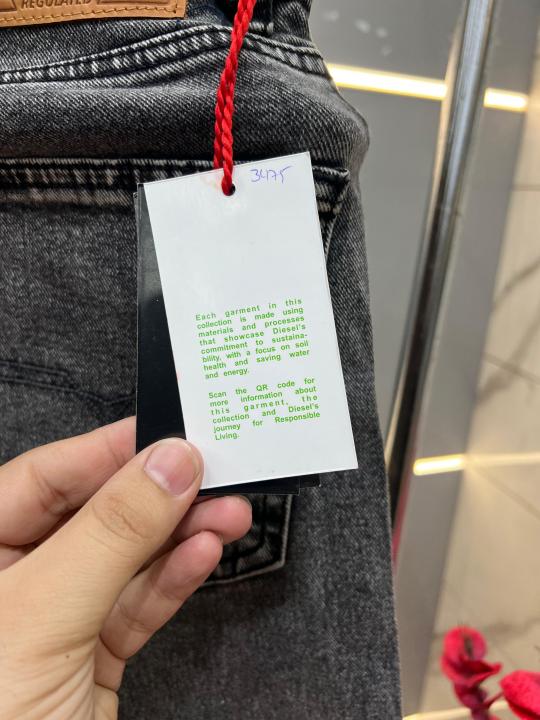 REGULATED
3475
Each garment in this
collection is made using
materials and processes
that showcase Diesel's
commitment to sustaina-
bility, with a focus on soil
health and saving water
and energy.
Scan the QR code for
more information about
this garment, the
collection and Diesel's
journey for Responsible
Living.